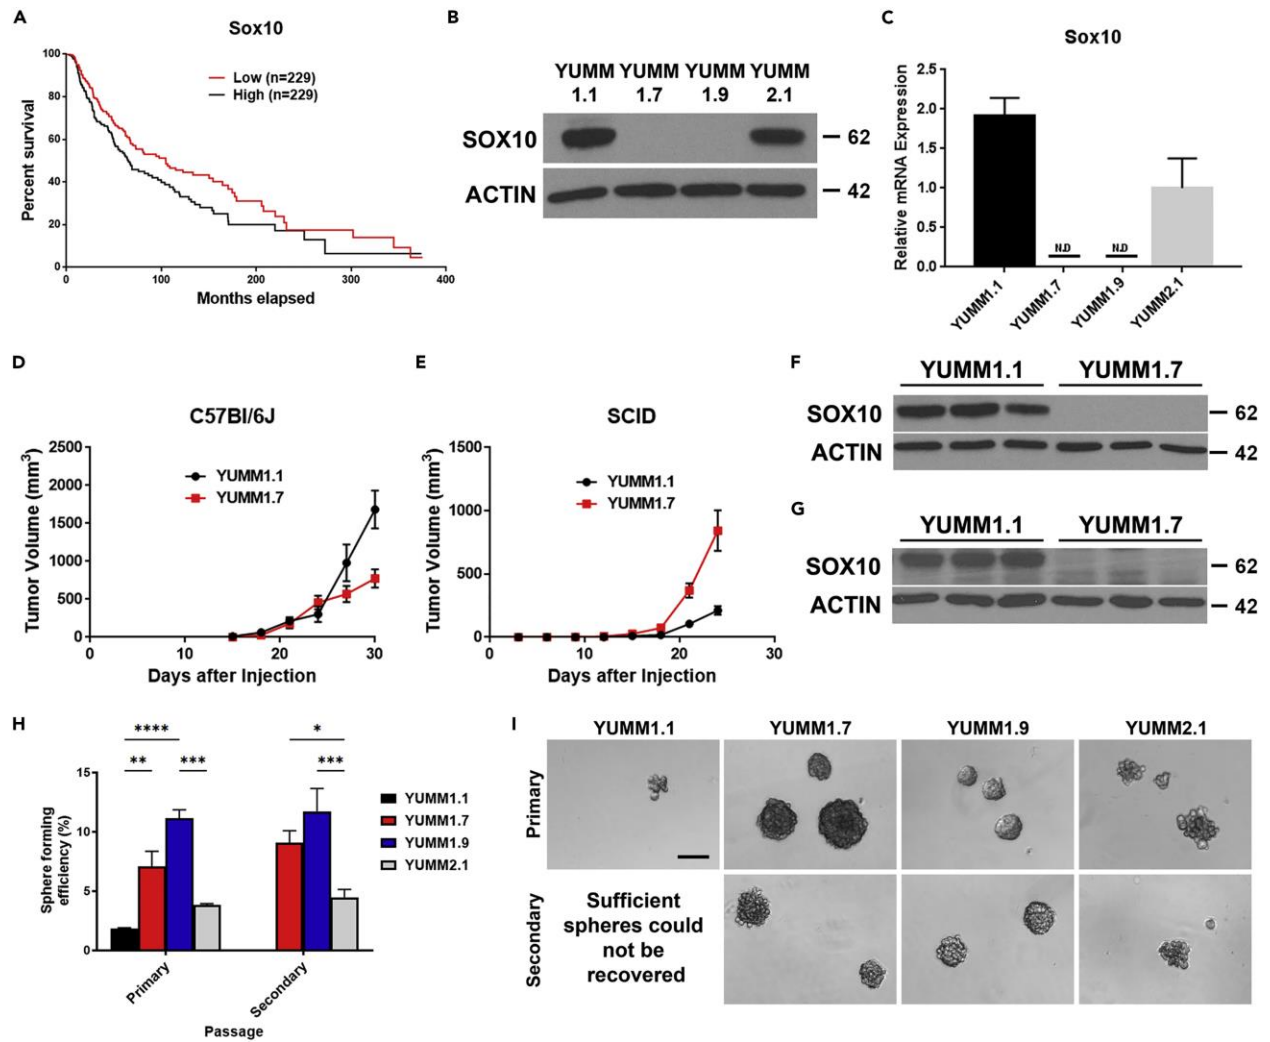 A
Sox10
Percent survival
100
80
60
40
20
0
0 100 200 300 400
Months elapsed
Low (n=229)
High (n=229)
B
YUMM YUMM YUMM YUMM
1.1 1.7 1.9 2.1
SOX10
62
ACTIN
42
C
Sox10
Relative mRNA Expression
2.5
2.0
1.5
1.0
0.5
0.0
N.D
N.D
YUMM1.1
YUMM1.7
YUMM1.9
YUMM2.1
D
C57Bl/6J
Tumor Volume (mm3)
2500
2000
1500
1000
500
0
0 10 20 30
Days after Injection
YUMM1.1
YUMM1.7
E
SCID
Tumor Volume (mm3)
1500
1000
500
0
0 10 20 30
Days after Injection
YUMM1.1
YUMM1.7
F
YUMM1.1 YUMM1.7
SOX10
62
ACTIN
42
G
YUMM1.1 YUMM1.7
SOX10
62
ACTIN
42
H
Sphere forming
efficiency (%)
15
10
5
0
****
**
***
*
***
Primary
Secondary
Passage
YUMM1.1
YUMM1.7
YUMM1.9
YUMM2.1
I
YUMM1.1 YUMM1.7 YUMM1.9 YUMM2.1
Primary
Secondary
Sufficient
spheres could
not be
recovered